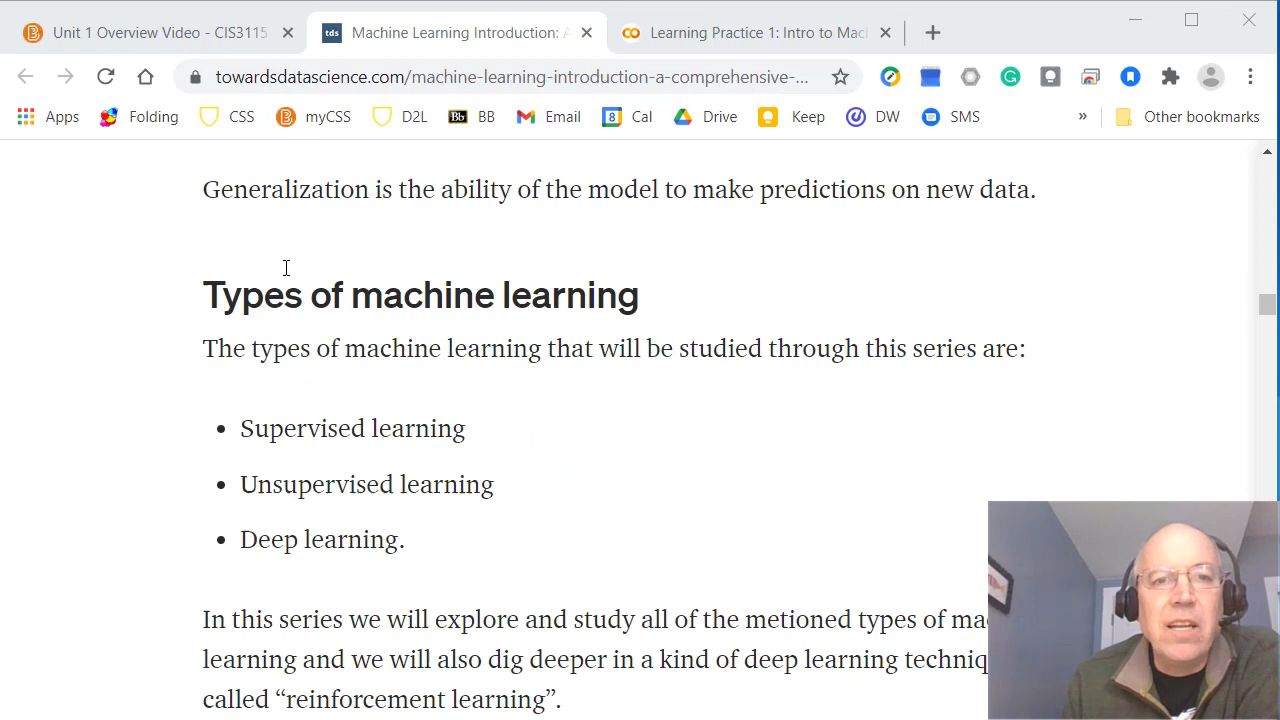 Unit 1 Overview Video - CIS3115
tds Machine Learning Introduction: A
Learning Practice 1: Intro to Mac
towardsdatascience.com/machine-learning-introduction-a-comprehensive-...
Apps Folding CSS myCSS D2L Bb BB Email 8 Cal Drive Keep DW SMS » Other bookmarks
Generalization is the ability of the model to make predictions on new data.
Types of machine learning
The types of machine learning that will be studied through this series are:
• Supervised learning
• Unsupervised learning
• Deep learning.
In this series we will explore and study all of the metioned types of ma
learning and we will also dig deeper in a kind of deep learning techniq
called “reinforcement learning”.